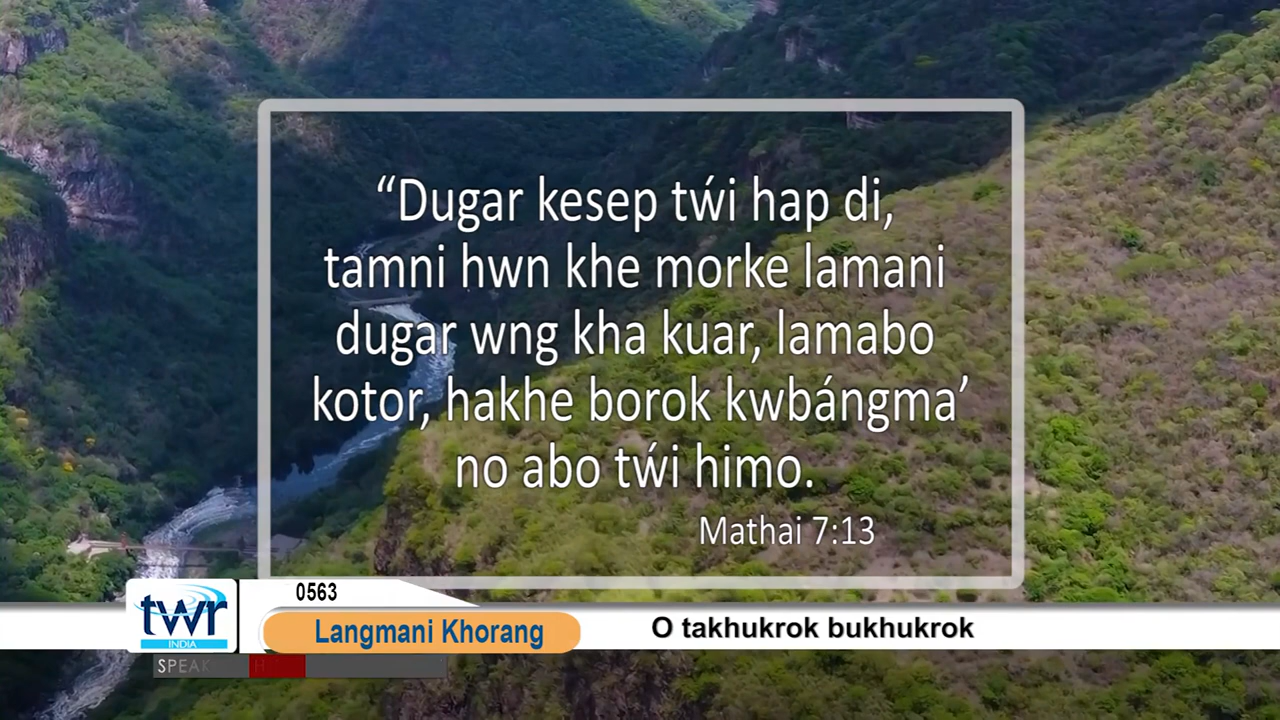 “Dugar kesep tẃi hap di,
tamni hwn khe morke lamani
dugar wng kha kuar, lamabo
kotor, hakhe borok kwbángma’
no abo tẃi himo.
Mathai 7:13
0563
twr
INDIA
Langmani Khorang
O takhukrok bukhukrok
SPEAK